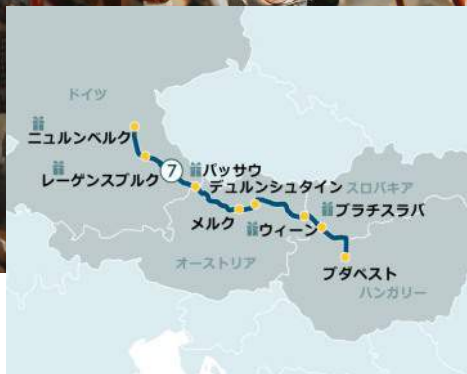 ドイツ
ニュルンベルク
レーゲンスブルク
7
パッサウ
デュルンシュタイン
スロバキア
メルク
ウィーン
ブラチスラバ
オーストリア
ブダペスト
ハンガリー